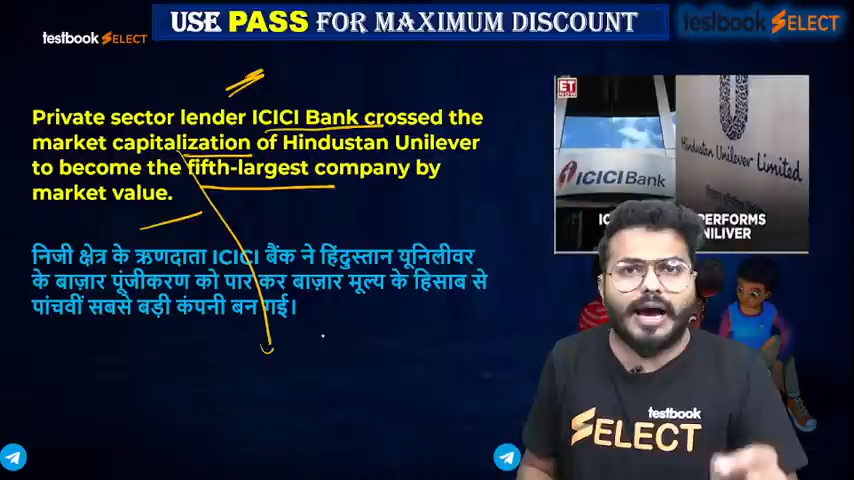 USE PASS FOR MAXIMUM DISCOUNT
testbook SELECT
testbook SELECT
Private sector lender ICICI Bank crossed the
market capitalization of Hindustan Unilever
to become the fifth-largest company by
market value.
निजी क्षेत्र के ऋणदाता ICICI बैंक ने हिंदुस्तान यूनिलीवर
के बाज़ार पूंजीकरण को पार कर बाज़ार मूल्य के हिसाब से
पांचवीं सबसे बड़ी कंपनी बन गई।
ET
NOW
ICICI Bank
Hindustan Unilever Limited
PERFORMS
testbook
SELECT